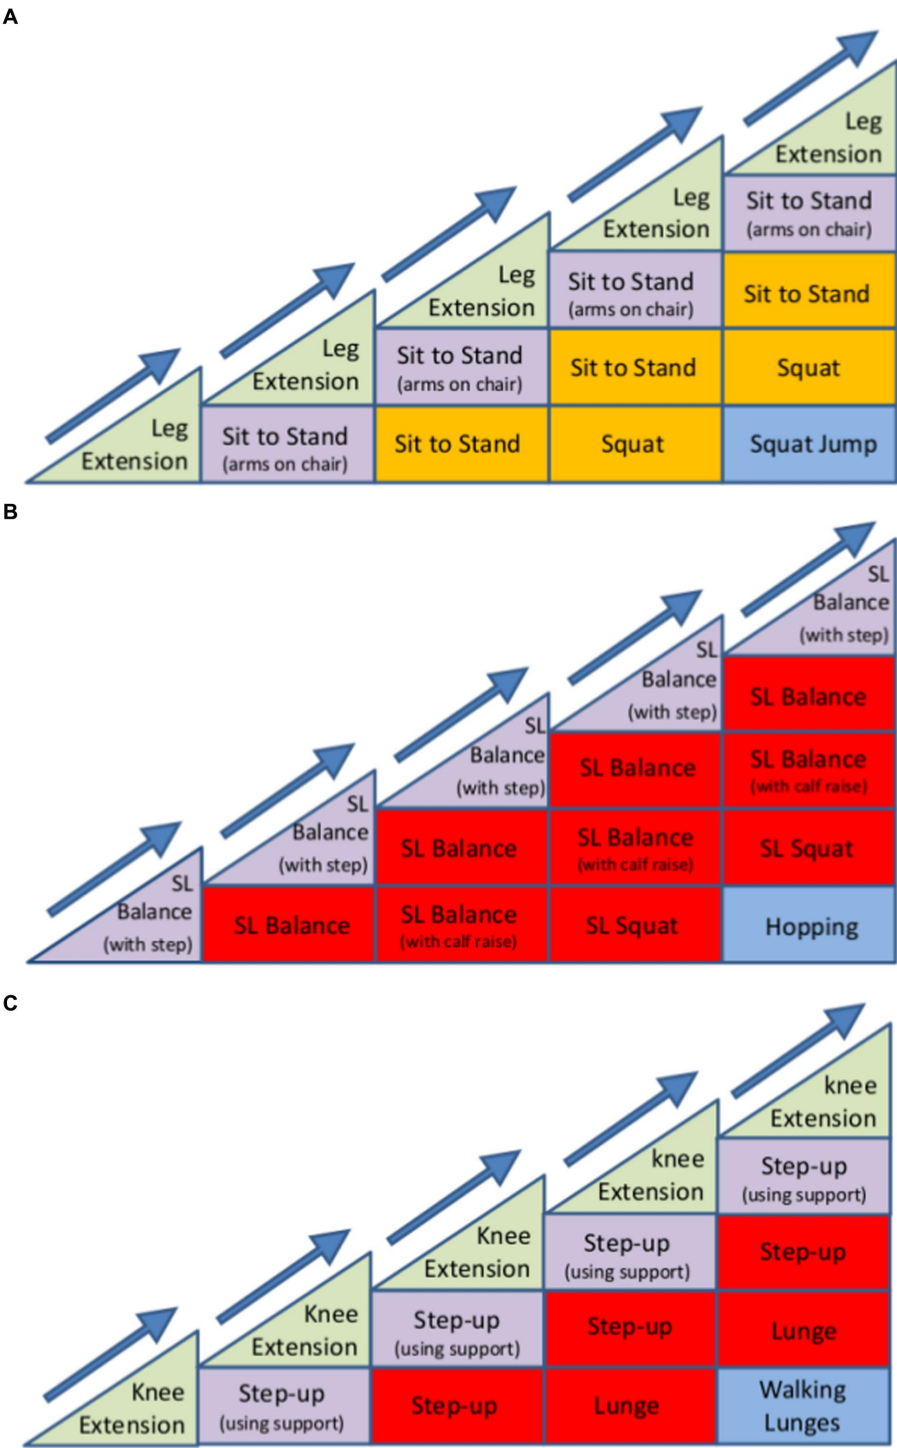 A
Leg
Extension
Leg
Extension
Sit to Stand
(arms on chair)
Leg
Extension
Sit to Stand
(arms on chair)
Sit to Stand
Leg
Extension
Sit to Stand
(arms on chair)
Sit to Stand
Squat
Leg
Extension
Sit to Stand
(arms on chair)
Sit to Stand
Squat
Squat Jump
B
SL
Balance
(with step)
SL
Balance
(with step)
SL Balance
SL
Balance
(with step)
SL Balance
SL Balance
(with calf raise)
SL
Balance
(with step)
SL Balance
SL Balance
(with calf raise)
SL Squat
SL
Balance
(with step)
SL Balance
SL Balance
(with calf raise)
SL Squat
Hopping
C
Knee
Extension
Knee
Extension
Step-up
(using support)
Knee
Extension
Step-up
(using support)
Step-up
knee
Extension
Step-up
(using support)
Step-up
Lunge
knee
Extension
Step-up
(using support)
Step-up
Lunge
Walking
Lunges